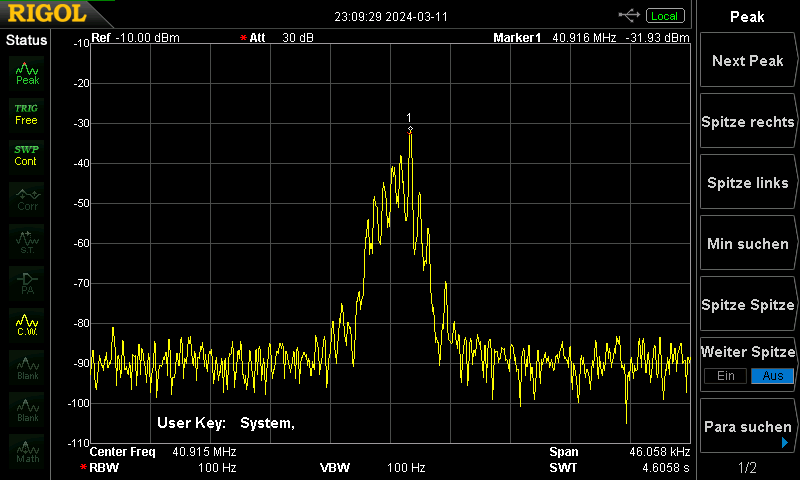 RIGOL
23:09:29 2024-03-11
Local
Peak
Status
Ref -10.00 dBm
* Att 30 dB
Marker1 40.916 MHz -31.93 dBm
Peak
TRIG
Free
SWP
Cont
Corr
S.T.
PA
C.W.
Blank
Blank
Math
-10
-20
-30
-40
-50
-60
-70
-80
-90
-100
-110
1
User Key: System,
Center Freq 40.915 MHz
Span 46.058 kHz
* RBW 100 Hz
VBW 100 Hz
SWT 4.6058 s
Next Peak
Spitze rechts
Spitze links
Min suchen
Spitze Spitze
Weiter Spitze
Ein Aus
Para suchen
1/2